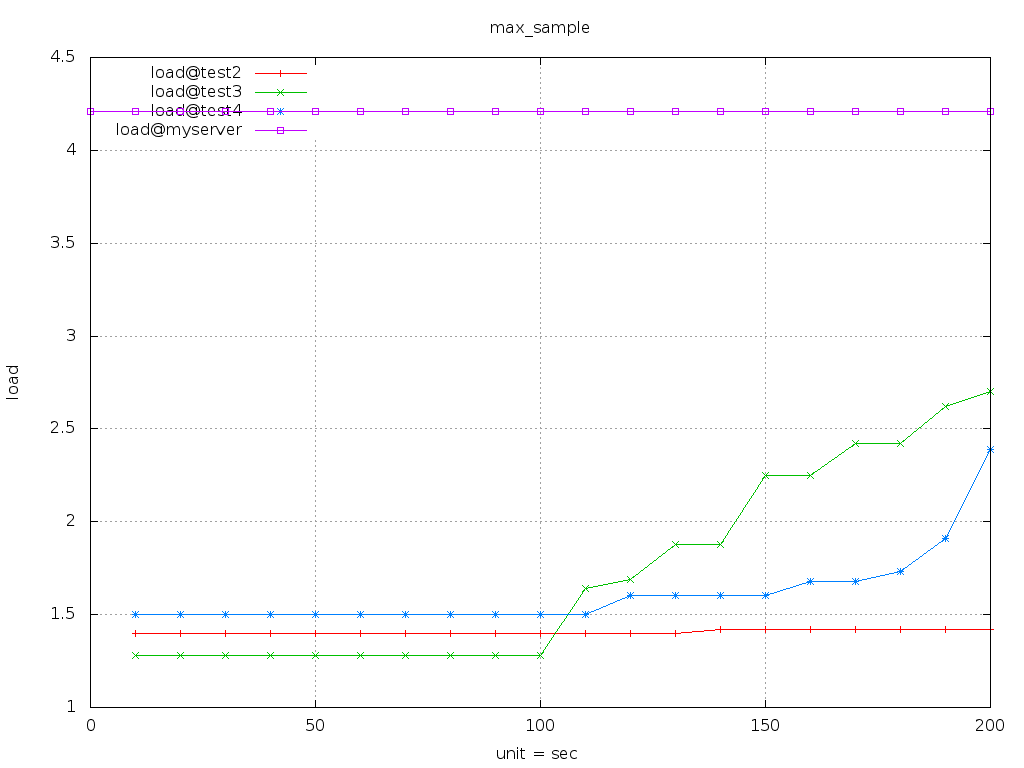 max_sample
4.5
load@test2
load@test3
load@test4
load@myserver
4
3.5
3
load
2.5
2
1.5
1
0 50 100 150 200
unit = sec